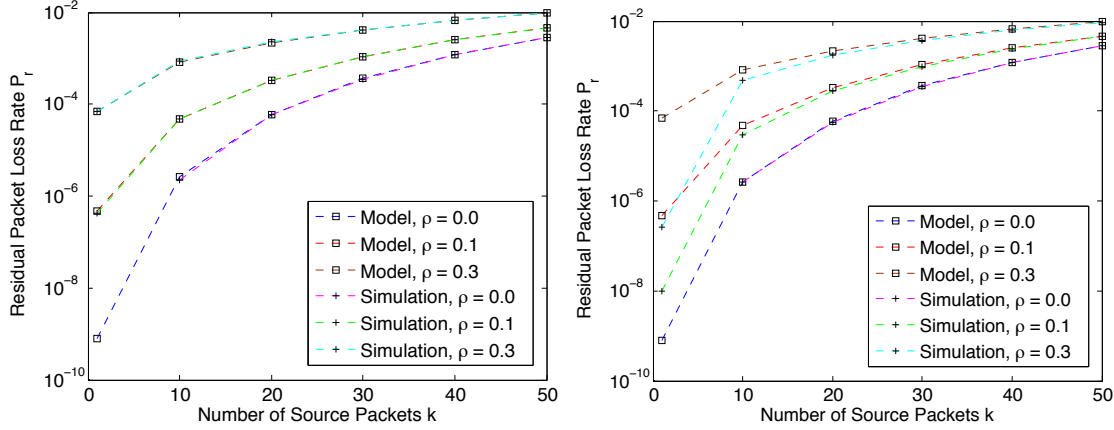 10⁻²
10⁻⁴
10⁻⁶
10⁻⁸
10⁻¹⁰
Residual Packet Loss Rate P_r
0 10 20 30 40 50
Number of Source Packets k
Model, ρ = 0.0
Model, ρ = 0.1
Model, ρ = 0.3
Simulation, ρ = 0.0
Simulation, ρ = 0.1
Simulation, ρ = 0.3
10⁻²
10⁻⁴
10⁻⁶
10⁻⁸
10⁻¹⁰
Residual Packet Loss Rate P_r
0 10 20 30 40 50
Number of Source Packets k
Model, ρ = 0.0
Model, ρ = 0.1
Model, ρ = 0.3
Simulation, ρ = 0.0
Simulation, ρ = 0.1
Simulation, ρ = 0.3